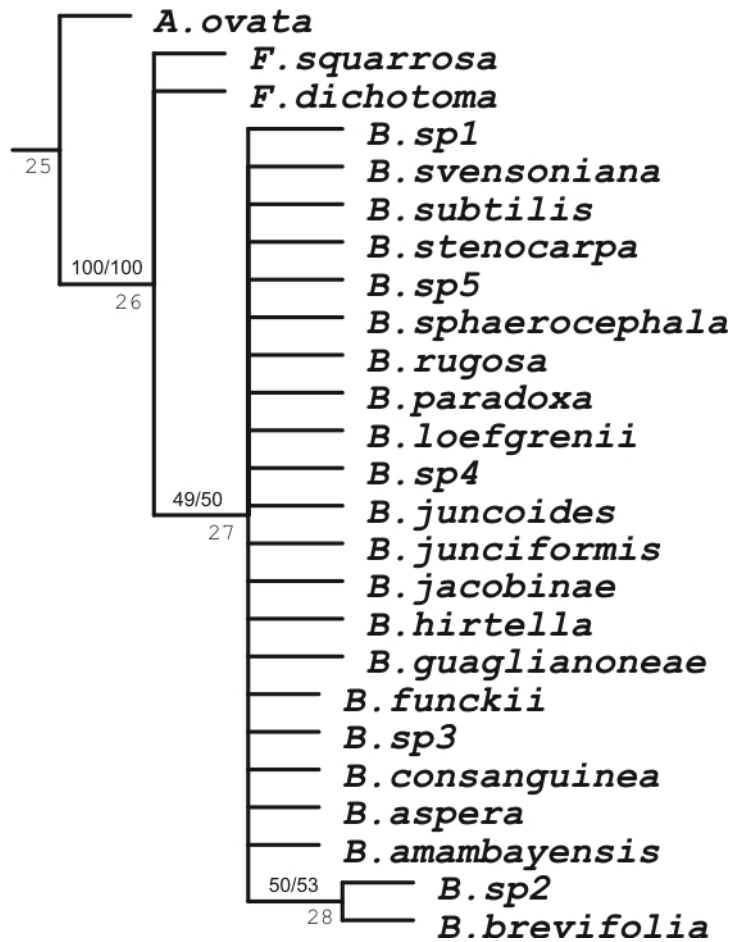 A.ovata
F.squarrosa
F.dichotoma
B.sp1
25
B.svensoniana
B.subtilis
B.stenocarpa
100/100
B.sp5
26
B.sphaerocephala
B.rugosa
B.paradoxa
B.loefgrenii
B.sp4
49/50
B.juncoides
27
B.junciformis
B.jacobinae
B.hirtella
B.guaglianoneae
B.funckii
B.sp3
B.consanguinea
B.aspera
B.amambayensis
50/53
B.sp2
28
B.brevifolia